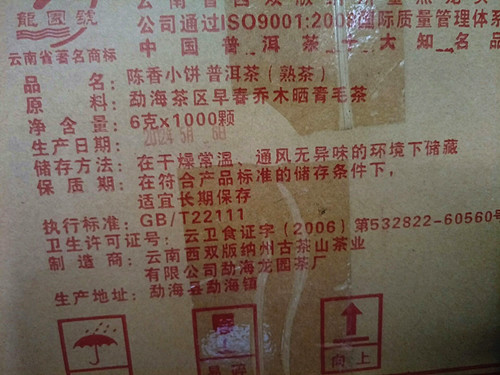 龍園號
云南省著名商标
公司通过ISO9001:2008国际质量管理体系
中国普洱茶十大知名品
品名：陈香小饼普洱茶（熟茶）
原料：勐海茶区早春乔木晒青毛茶
净含量：6克x1000颗
生产日期：
储存方法：在干燥常温、通风无异味的环境下储藏
保质期：在符合产品标准的储存条件下，
适宜长期保存
执行标准：GB/T22111
卫生许可证号：云卫食证字（2006）第532822-60560号
制造商：云南西双版纳州古茶山茶业
有限公司勐海龙园茶厂
生产地址：勐海县勐海镇
向上